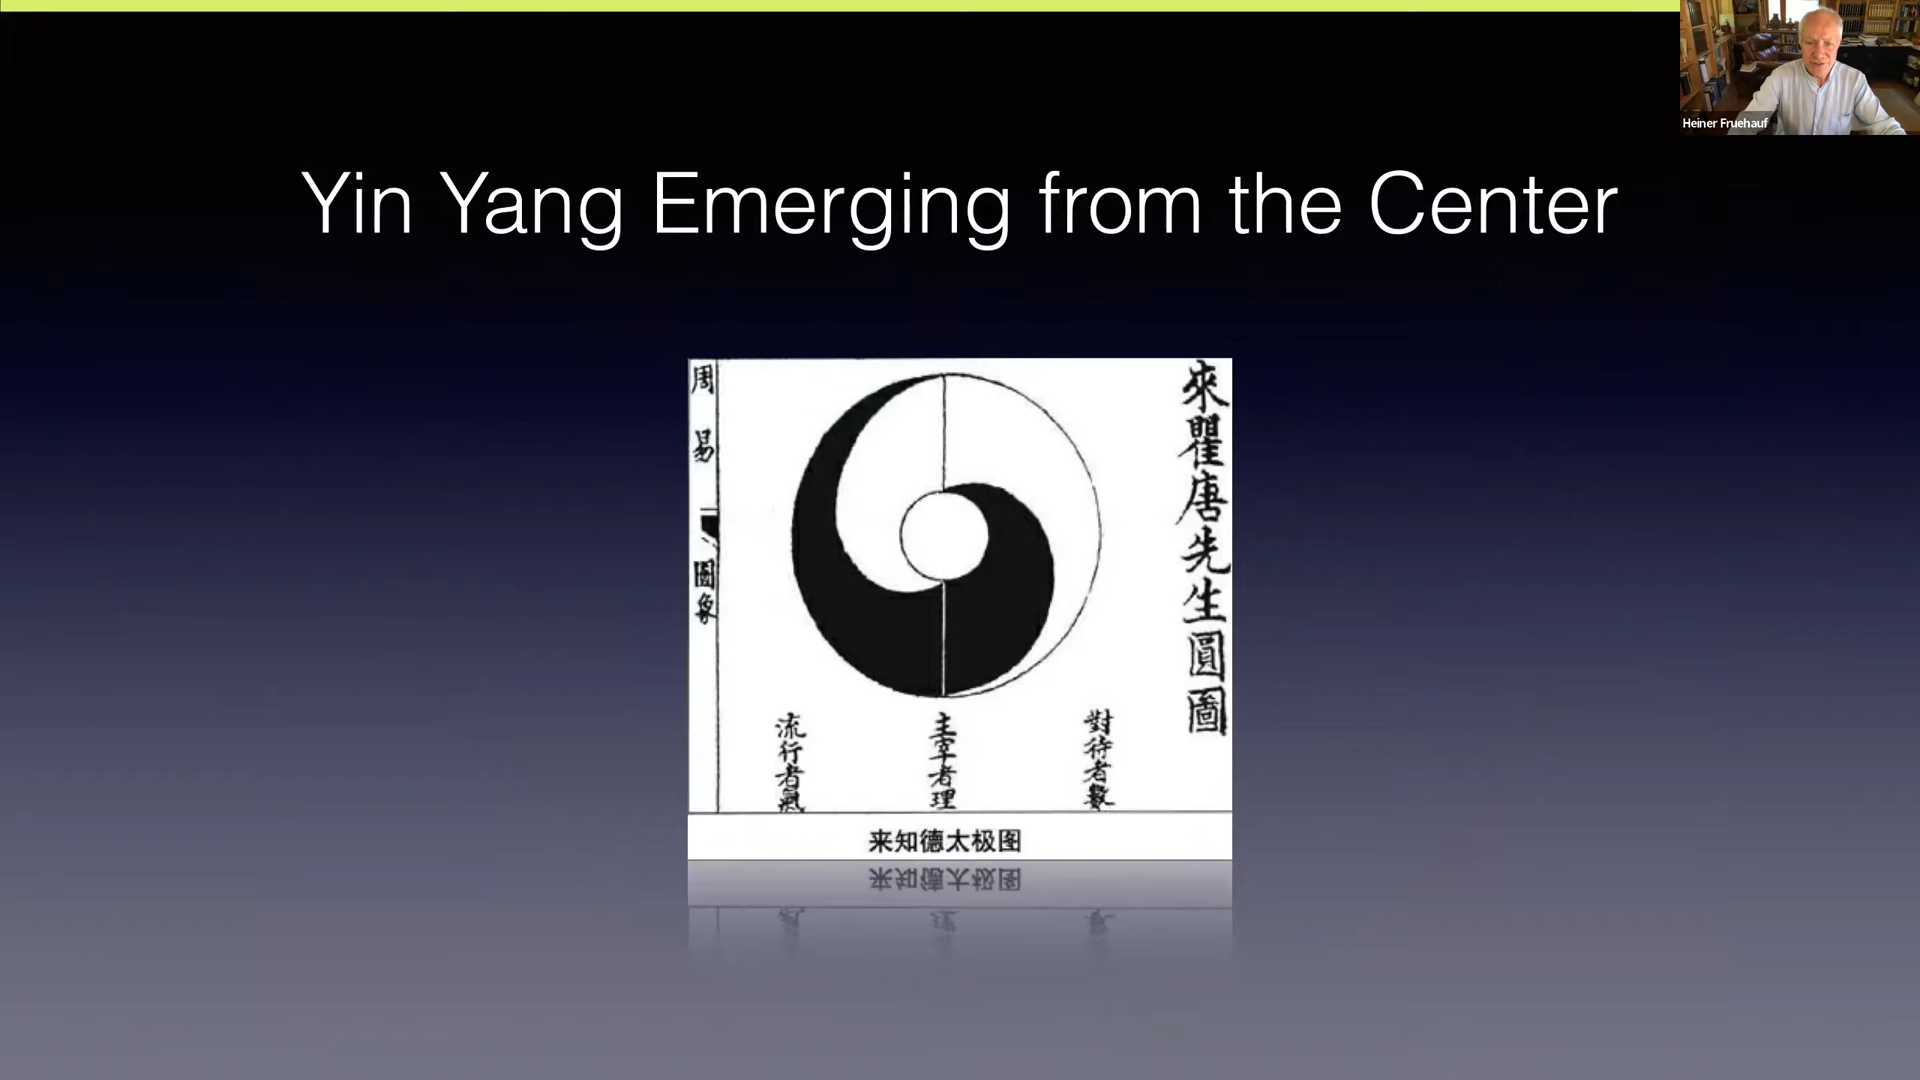 Heiner Fruehauf
Yin Yang Emerging from the Center
來瞿唐先生圓圖
周易
圖象
對待者數
主宰者理
流行者氣
来知德太极图